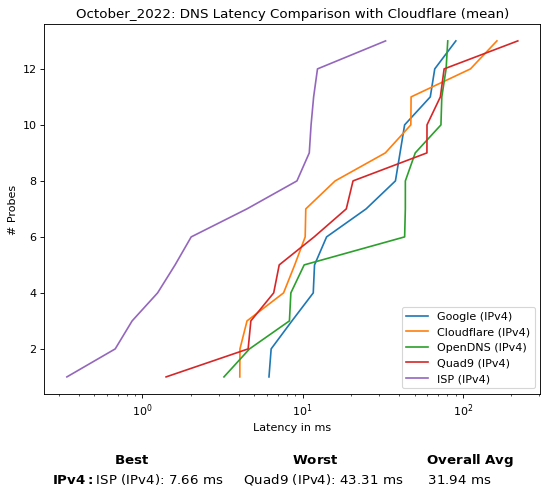 October_2022: DNS Latency Comparison with Cloudflare (mean)
12
10
8
6
4
2
# Probes
Google (IPv4)
Cloudflare (IPv4)
OpenDNS (IPv4)
Quad9 (IPv4)
ISP (IPv4)
10⁰ 10¹ 10²
Latency in ms
Best Worst Overall Avg
IPv4: ISP (IPv4): 7.66 ms Quad9 (IPv4): 43.31 ms 31.94 ms